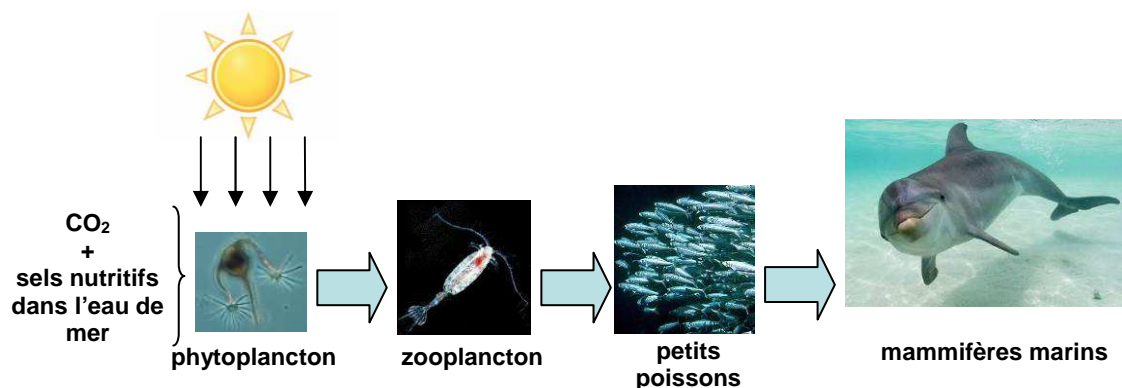 CO₂
+
sels nutritifs
dans l'eau de
mer
phytoplancton
zooplancton
petits
poissons
mammifères marins